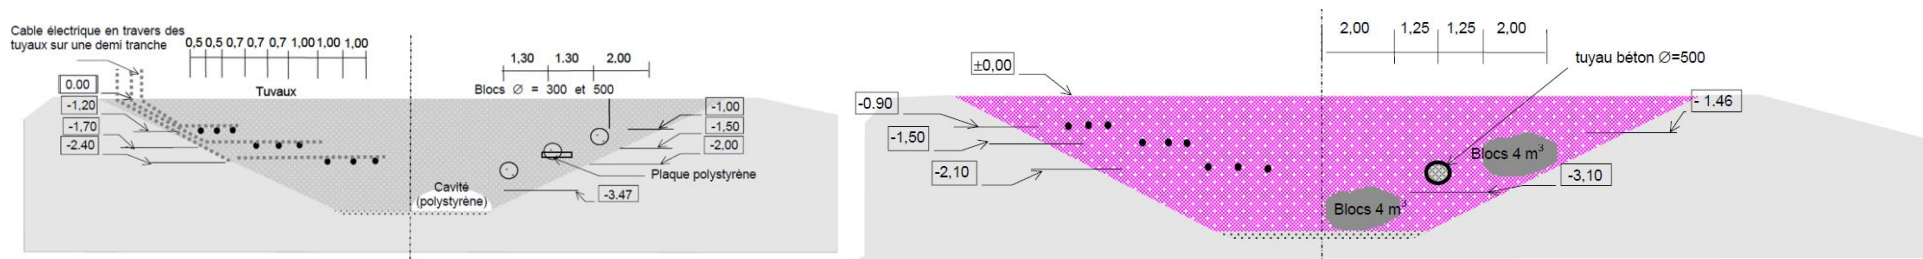 Cable électrique en travers des
tuyaux sur une demi tranche
0,5 0,5 0,7 0,7 0,7 1,00 1,00 1,00
1,30 1.30 2.00
Blocs ∅ = 300 et 500
0.00
Tuvaux
-1,20
-1,70
-2.40
-1,00
-1,50
-2,00
Plaque polystyrène
-3.47
Cavité
(polystyrène)
2,00 1,25 1,25 2,00
tuyau béton ∅=500
±0,00
-0.90
- 1.46
-1,50
Blocs 4 m³
-2,10
-3,10
Blocs 4 m³